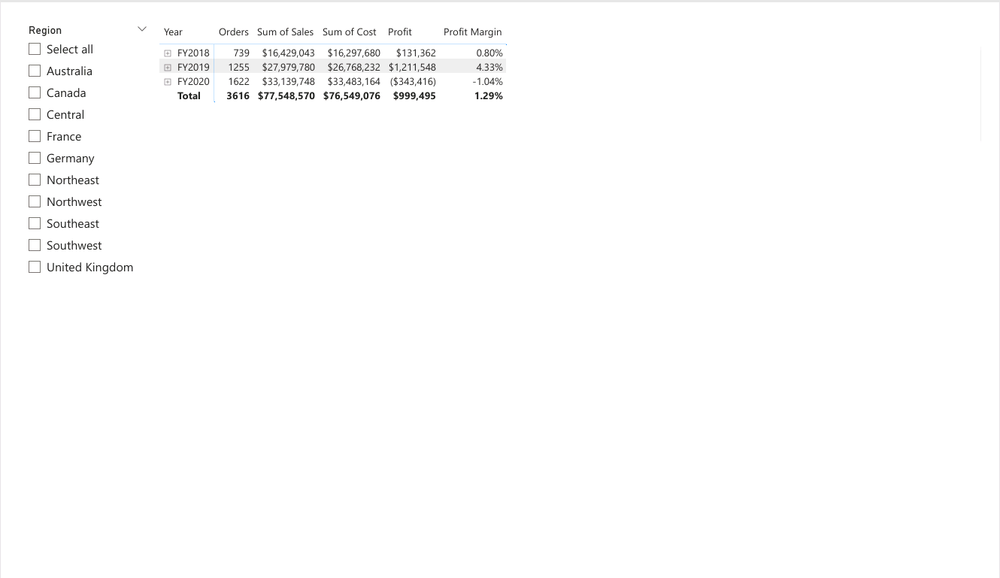 Region
Select all
Australia
Canada
Central
France
Germany
Northeast
Northwest
Southeast
Southwest
United Kingdom
Year Orders Sum of Sales Sum of Cost Profit Profit Margin
FY2018 739 $16,429,043 $16,297,680 $131,362 0.80%
FY2019 1255 $27,979,780 $26,768,232 $1,211,548 4.33%
FY2020 1622 $33,139,748 $33,483,164 ($343,416) -1.04%
Total 3616 $77,548,570 $76,549,076 $999,495 1.29%